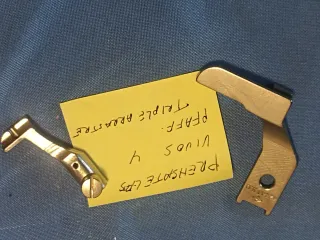 PRENSATELAS
VIVOS 4
PFAFF.
TRIPLE ARRASTRE